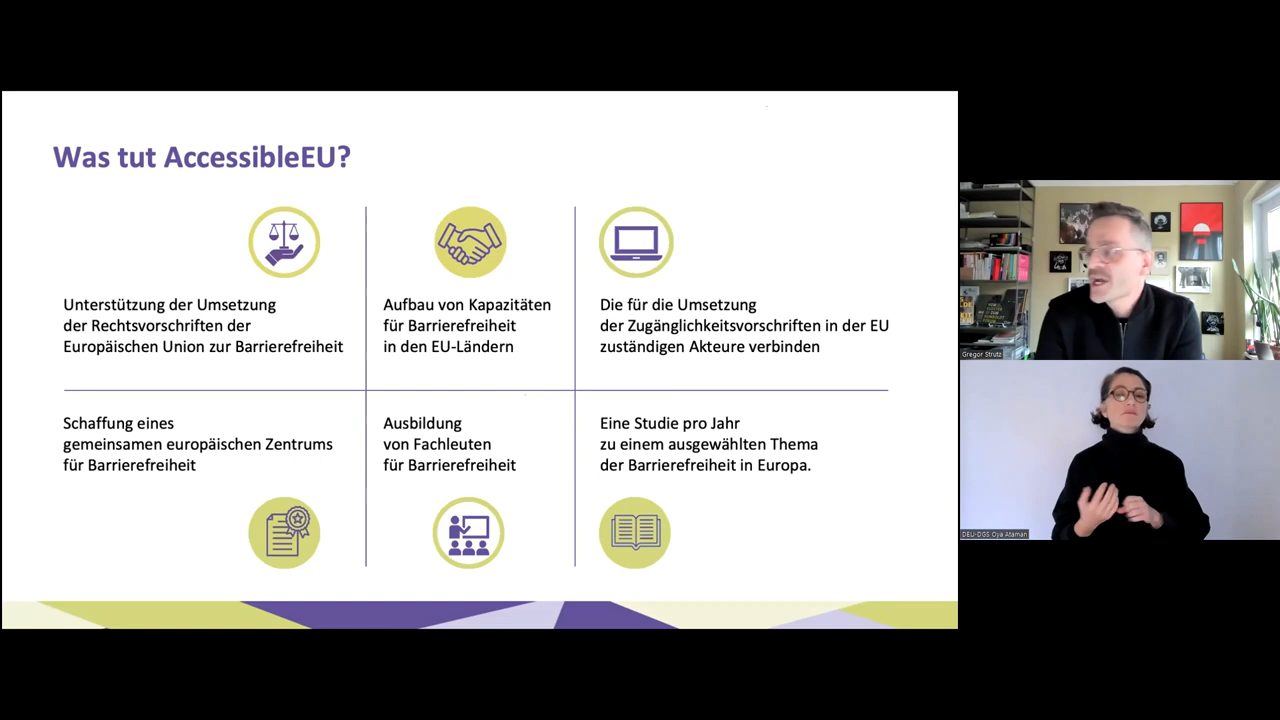 Was tut AccessibleEU?
Unterstützung der Umsetzung
der Rechtsvorschriften der
Europäischen Union zur Barrierefreiheit
Aufbau von Kapazitäten
für Barrierefreiheit
in den EU-Ländern
Die für die Umsetzung
der Zugänglichkeitsvorschriften in der EU
zuständigen Akteure verbinden
Schaffung eines
gemeinsamen europäischen Zentrums
für Barrierefreiheit
Ausbildung
von Fachleuten
für Barrierefreiheit
Eine Studie pro Jahr
zu einem ausgewählten Thema
der Barrierefreiheit in Europa.
Gregor Strutz
DEU-DGS Oya Ataman